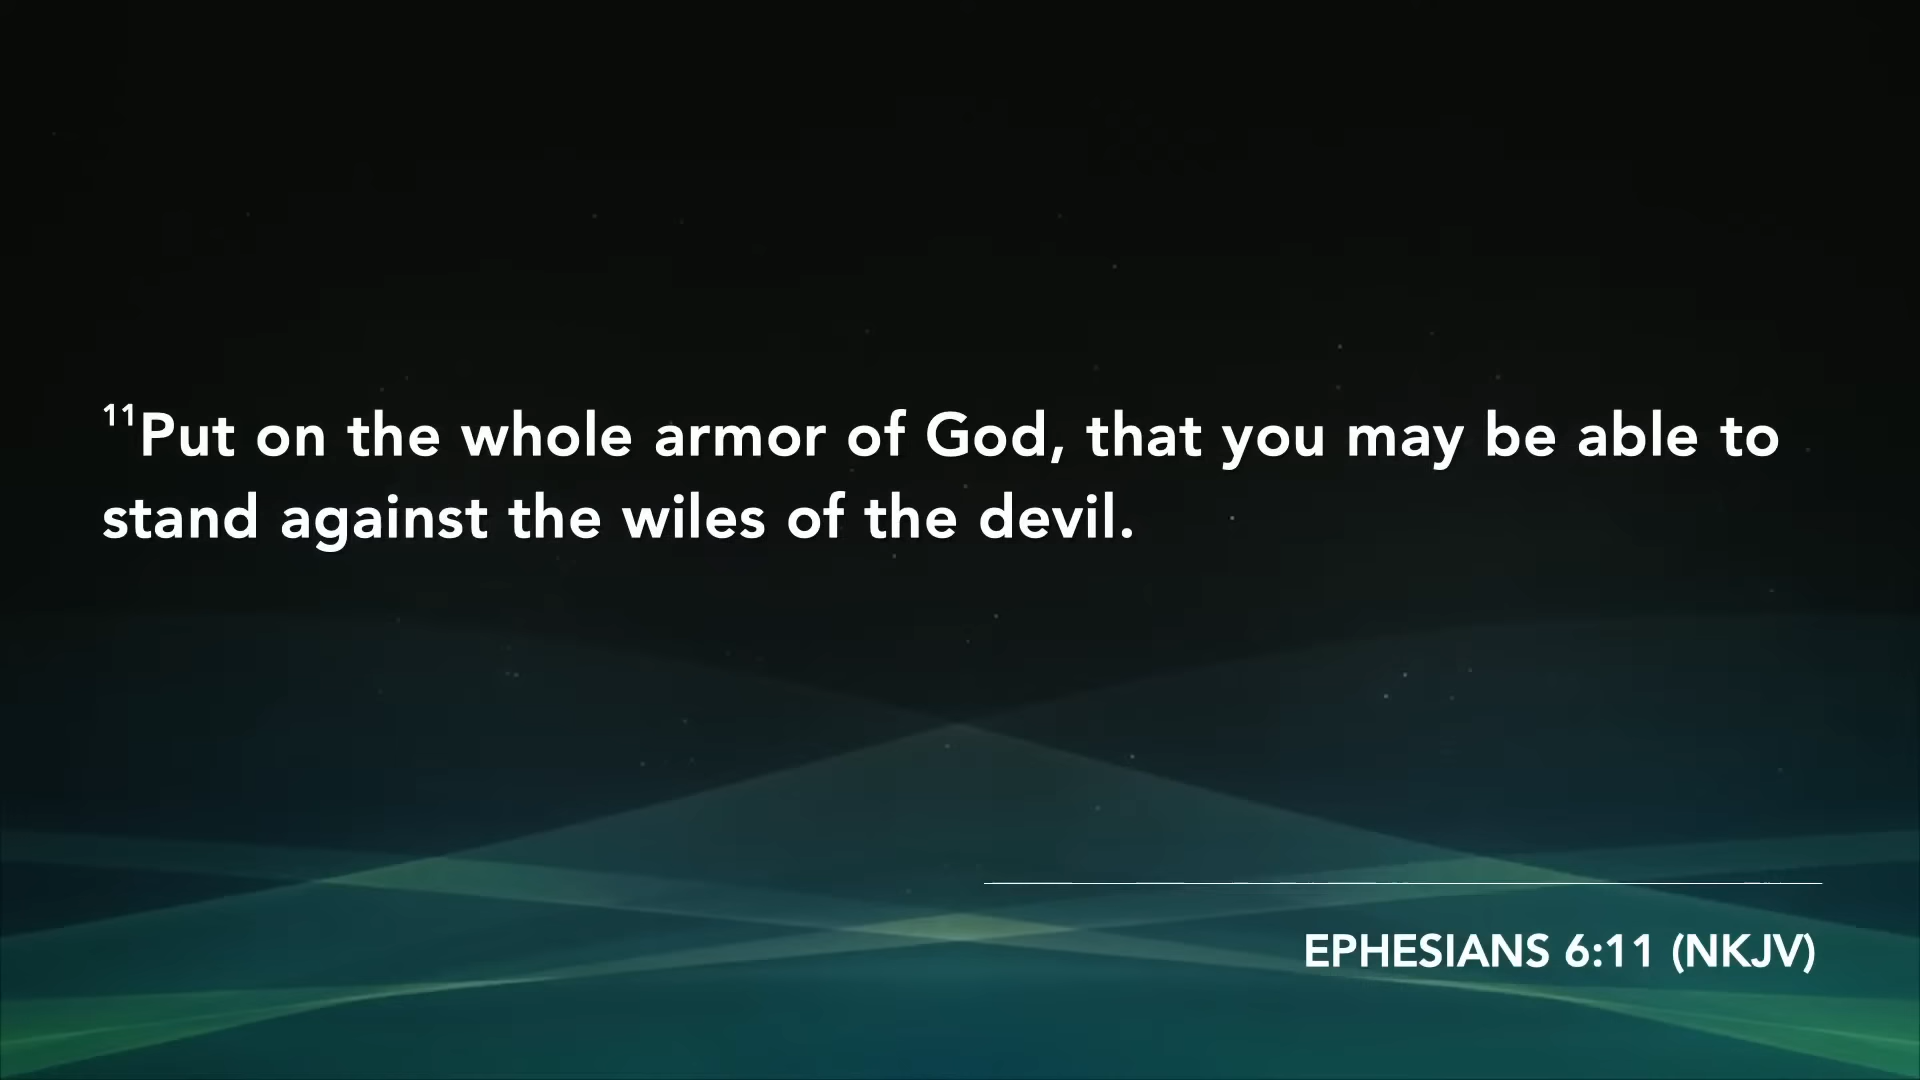 ¹¹Put on the whole armor of God, that you may be able to
stand against the wiles of the devil.
EPHESIANS 6:11 (NKJV)